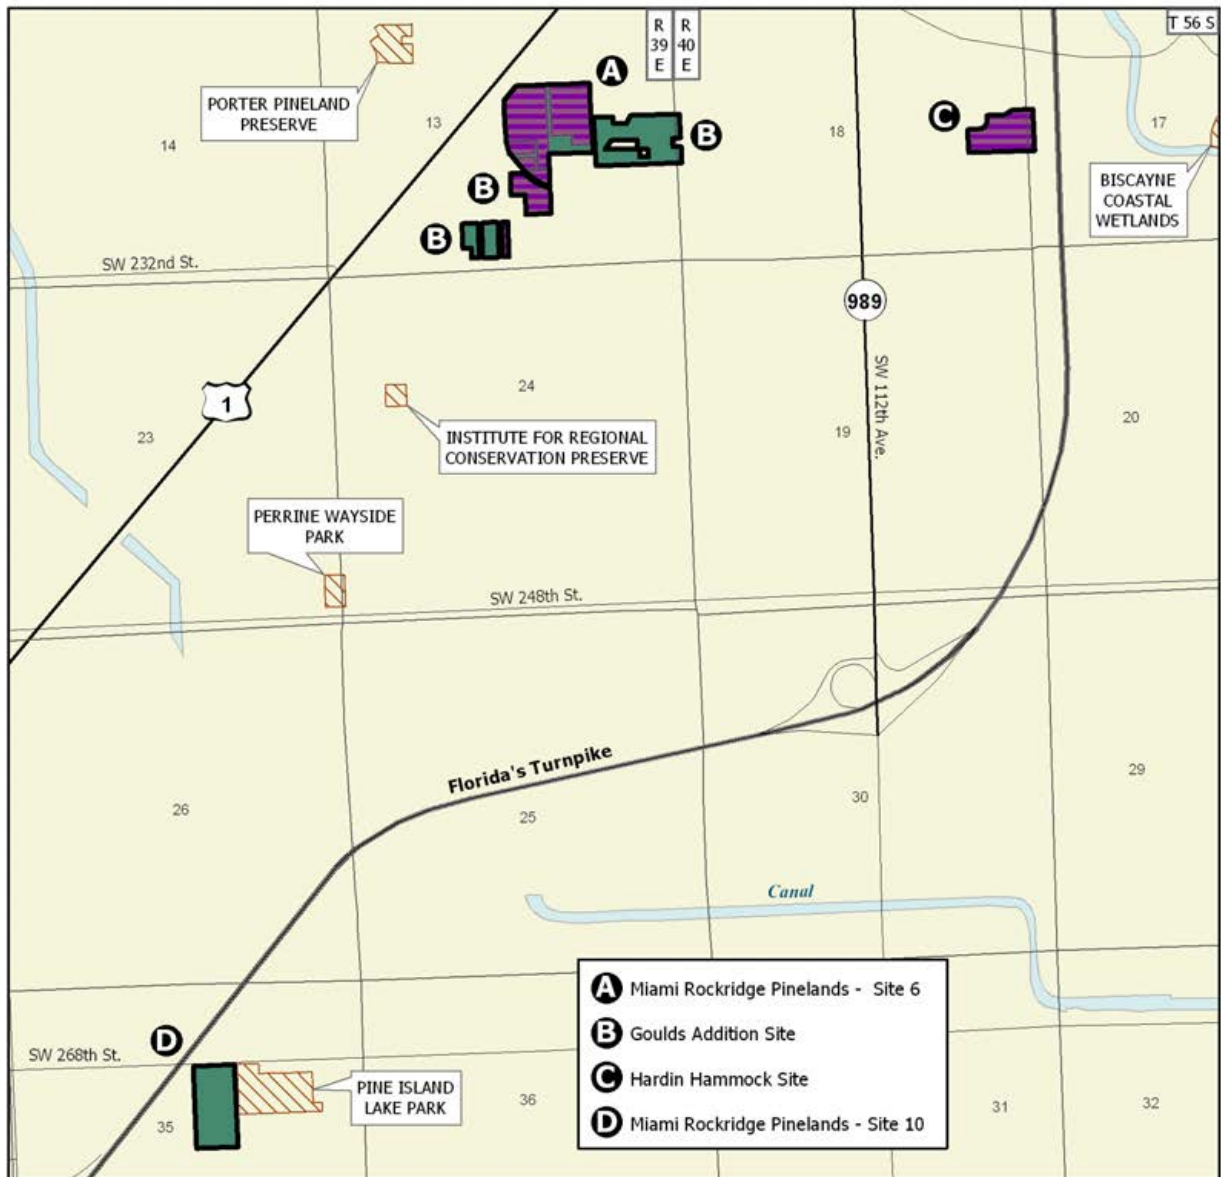 R
39
E
R
40
E
T 56 S
A
PORTER PINELAND
PRESERVE
13
14
B
18
C
17
B
BISCAYNE
COASTAL
WETLANDS
B
SW 232nd St.
989
1
24
SW 112th Ave.
23
INSTITUTE FOR REGIONAL
CONSERVATION PRESERVE
19
20
PERRINE WAYSIDE
PARK
SW 248th St.
Florida's Turnpike
26
25
30
29
Canal
A Miami Rockridge Pinelands - Site 6
B Goulds Addition Site
C Hardin Hammock Site
D Miami Rockridge Pinelands - Site 10
D
SW 268th St.
PINE ISLAND
LAKE PARK
35
36
31
32